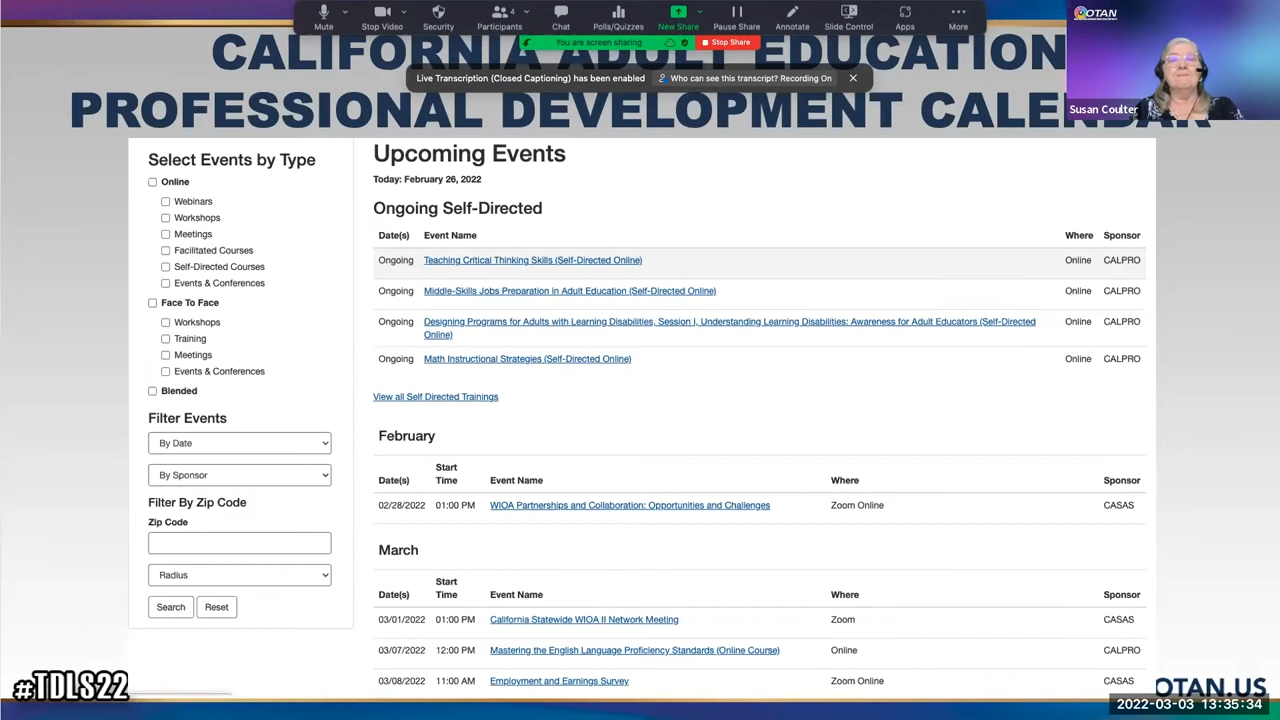 Mute
Stop Video
Security
Participants
4
Chat
Polls/Quizzes
New Share
Pause Share
Annotate
Slide Control
Apps
More
You are screen sharing
Stop Share
Live Transcription (Closed Captioning) has been enabled
Who can see this transcript? Recording On
OTAN
Susan Coulter
CALIFORNIA ADULT EDUCATION
PROFESSIONAL DEVELOPMENT CALENDAR
Select Events by Type
Online
Webinars
Workshops
Meetings
Facilitated Courses
Self-Directed Courses
Events & Conferences
Face To Face
Workshops
Training
Meetings
Events & Conferences
Blended
Filter Events
By Date
By Sponsor
Filter By Zip Code
Zip Code
Radius
Search Reset
Upcoming Events
Today: February 26, 2022
Ongoing Self-Directed
Date(s) Event Name Where Sponsor
Ongoing Teaching Critical Thinking Skills (Self-Directed Online) Online CALPRO
Ongoing Middle-Skills Jobs Preparation in Adult Education (Self-Directed Online) Online CALPRO
Ongoing Designing Programs for Adults with Learning Disabilities, Session I, Understanding Learning Disabilities: Awareness for Adult Educators (Self-Directed Online CALPRO
Online)
Ongoing Math Instructional Strategies (Self-Directed Online) Online CALPRO
View all Self Directed Trainings
February
Start
Date(s) Time Event Name Where Sponsor
02/28/2022 01:00 PM WIOA Partnerships and Collaboration: Opportunities and Challenges Zoom Online CASAS
March
Start
Date(s) Time Event Name Where Sponsor
03/01/2022 01:00 PM California Statewide WIOA II Network Meeting Zoom CASAS
03/07/2022 12:00 PM Mastering the English Language Proficiency Standards (Online Course) Online CALPRO
03/08/2022 11:00 AM Employment and Earnings Survey Zoom Online CASAS
#TDLS22
OTAN.US
2022-03-03 13:35:34